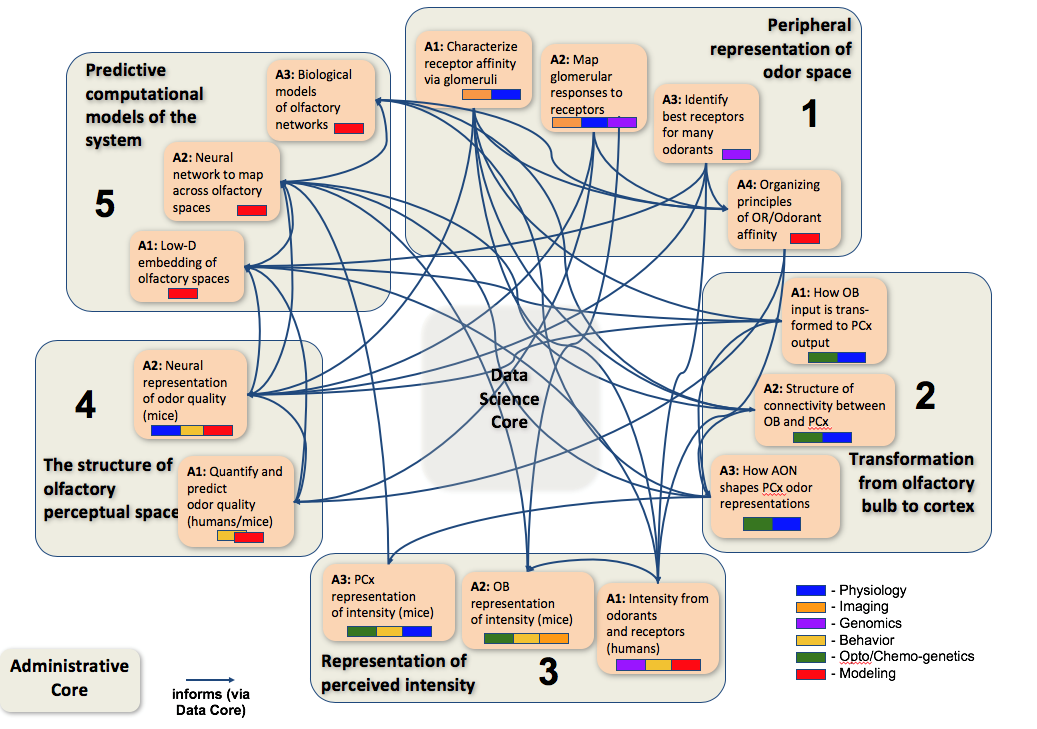 Peripheral
representation of
odor space
1
A1: Characterize
receptor affinity
via glomeruli
A2: Map
glomerular
responses to
receptors
A3: Identify
best receptors
for many
odorants
A4: Organizing
principles
of OR/Odorant
affinity
Predictive
computational
models of the
system
5
A3: Biological
models
of olfactory
networks
A2: Neural
network to map
across olfactory
spaces
A1: Low-D
embedding of
olfactory spaces
A1: How OB
input is trans-
formed to PCx
output
A2: Structure of
connectivity between
OB and PCx
A3: How AON
shapes PCx odor
representations
2
Transformation
from olfactory
bulb to cortex
Data
Science
Core
4
A2: Neural
representation
of odor quality
(mice)
The structure of
olfactory
perceptual space
A1: Quantify and
predict
odor quality
(humans/mice)
A3: PCx
representation
of intensity (mice)
A2: OB
representation
of intensity (mice)
A1: Intensity from
odorants
and receptors
(humans)
Representation of
perceived intensity
3
Administrative
Core
informs (via
Data Core)
- Physiology
- Imaging
- Genomics
- Behavior
- Opto/Chemo-genetics
- Modeling